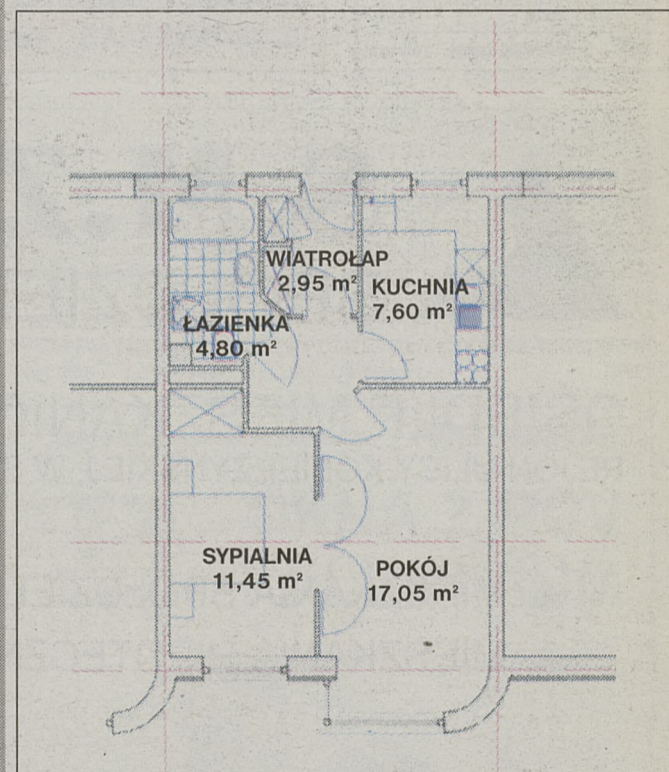 WIATROŁAP
2,95 m²
KUCHNIA
7,60 m²
ŁAZIENKA
4,80 m²
SYPIALNIA
11,45 m²
POKÓJ
17,05 m²